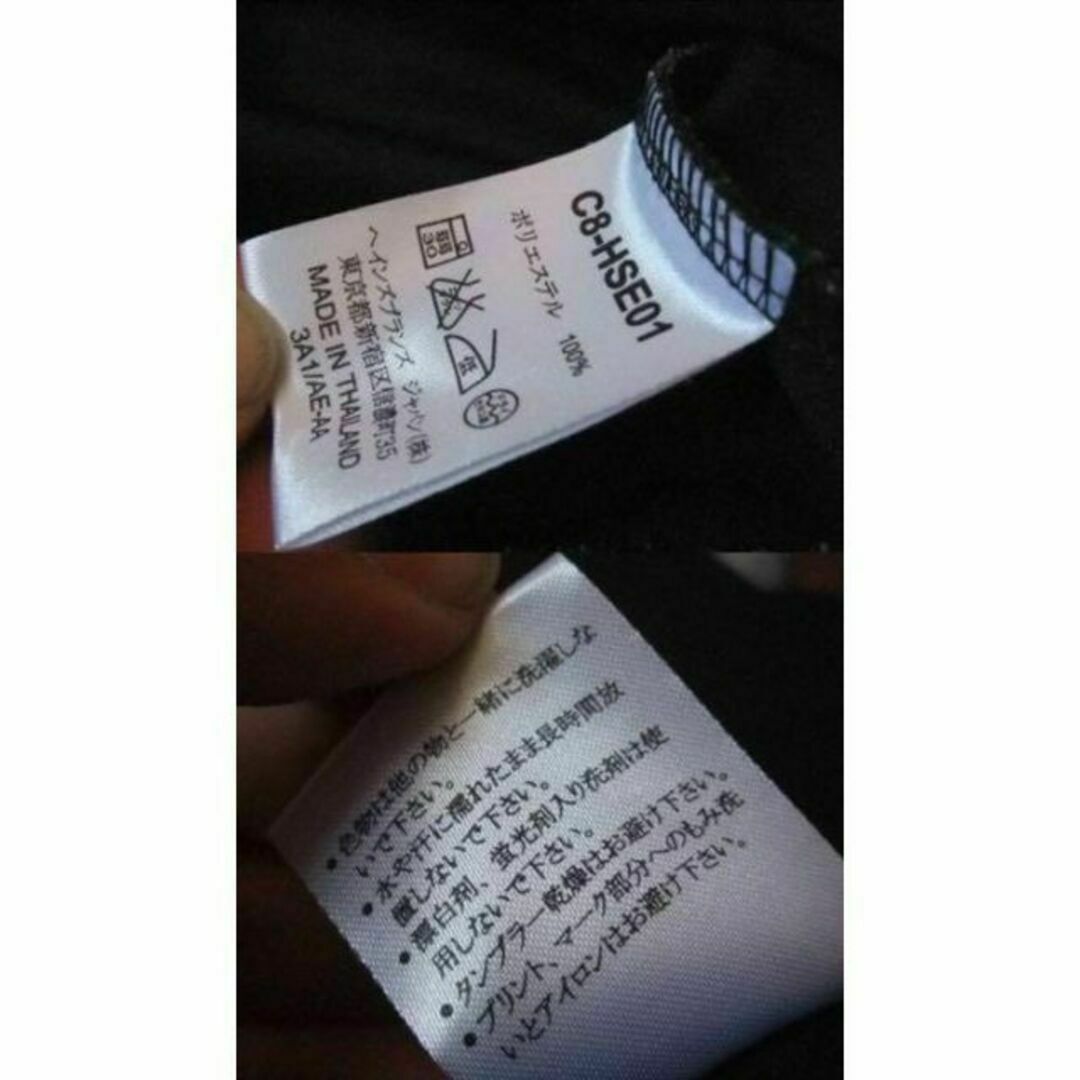 C8-HSE01
ポリエステル 100%
弱
30
低
ヘインズブランズ ジャパン(株)
東京都新宿区信濃町35
MADE IN THAILAND
3A1/AE-AA
•色物は他の物と一緒に洗濯しな
いで下さい。
•水や汗に濡れたまま長時間放
置しないで下さい。
•漂白剤、蛍光剤入り洗剤は使
用しないで下さい。
•タンブラー乾燥はお避け下さい。
•プリント、マーク部分へのもみ洗
いとアイロンはお避け下さい。